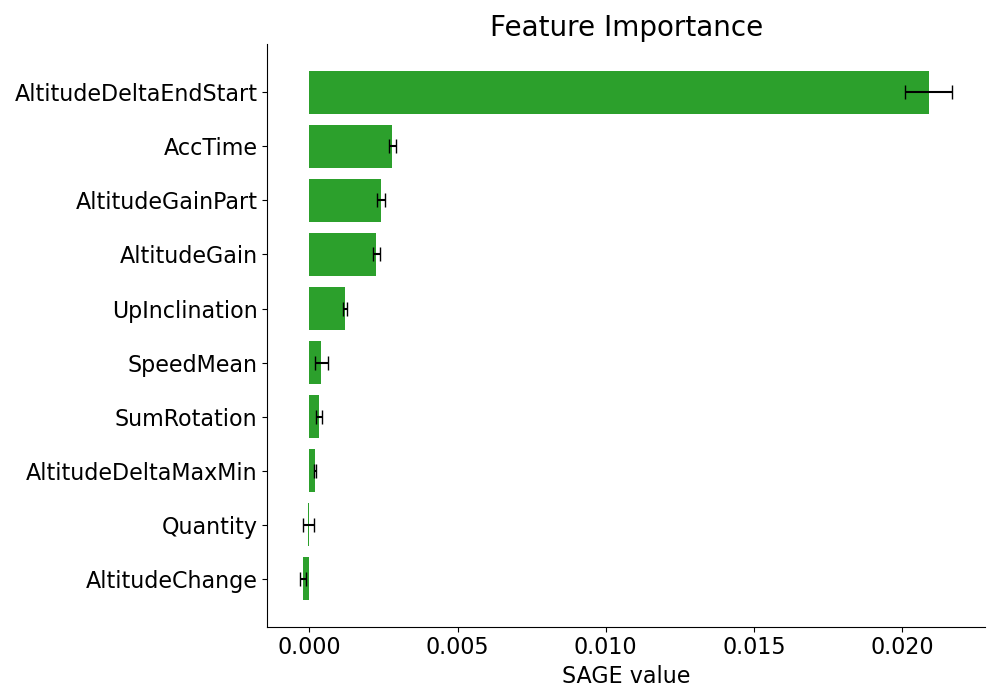 Feature Importance
AltitudeDeltaEndStart
AccTime
AltitudeGainPart
AltitudeGain
UpInclination
SpeedMean
SumRotation
AltitudeDeltaMaxMin
Quantity
AltitudeChange
0.000 0.005 0.010 0.015 0.020
SAGE value